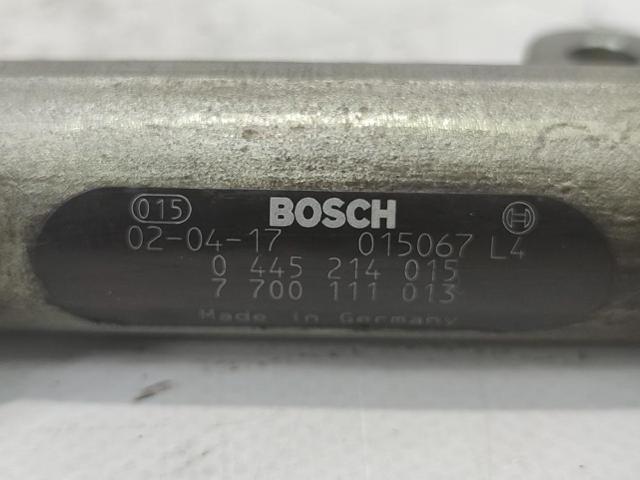 015 BOSCH
02-04-17 015067 L4
0 445 214 015
7 700 111 013
Made in Germany